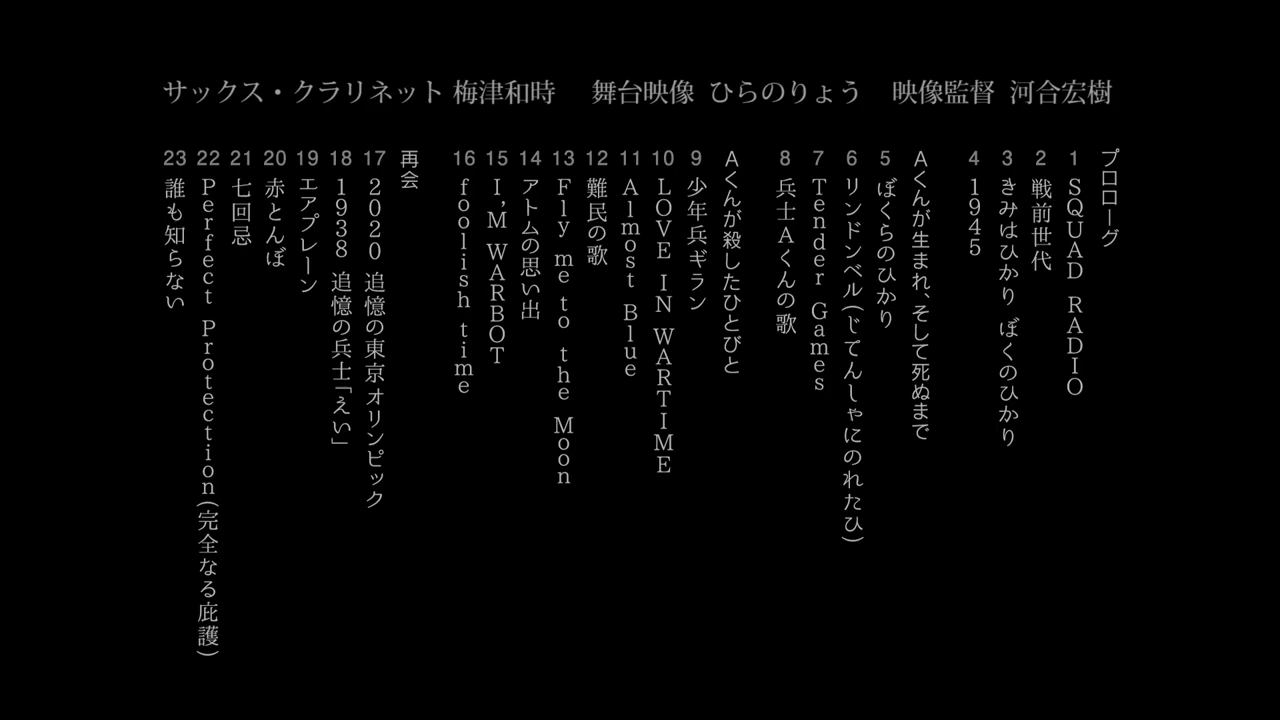 サックス・クラリネット 梅津和時 舞台映像 ひらのりょう 映像監督 河合宏樹
プロローグ
1 SQUAD RADIO
2 戦前世代
3 きみはひかり ぼくのひかり
4 1945
Aくんが生まれ、そして死ぬまで
5 ぼくらのひかり
6 リンドンベル(じてんしゃにのれたひ)
7 Tender Games
8 兵士Aくんの歌
Aくんが殺したひとびと
9 少年兵ギラン
10 LOVE IN WARTIME
11 Almost Blue
12 難民の歌
13 Fly me to the Moon
14 アトムの思い出
15 I,M WARBOT
16 foolish time
再会
17 2020 追憶の東京オリンピック
18 1938 追憶の兵士「えい」
19 エアプレーン
20 赤とんぼ
21 七回忌
22 Perfect Protection(完全なる庇護)
23 誰も知らない